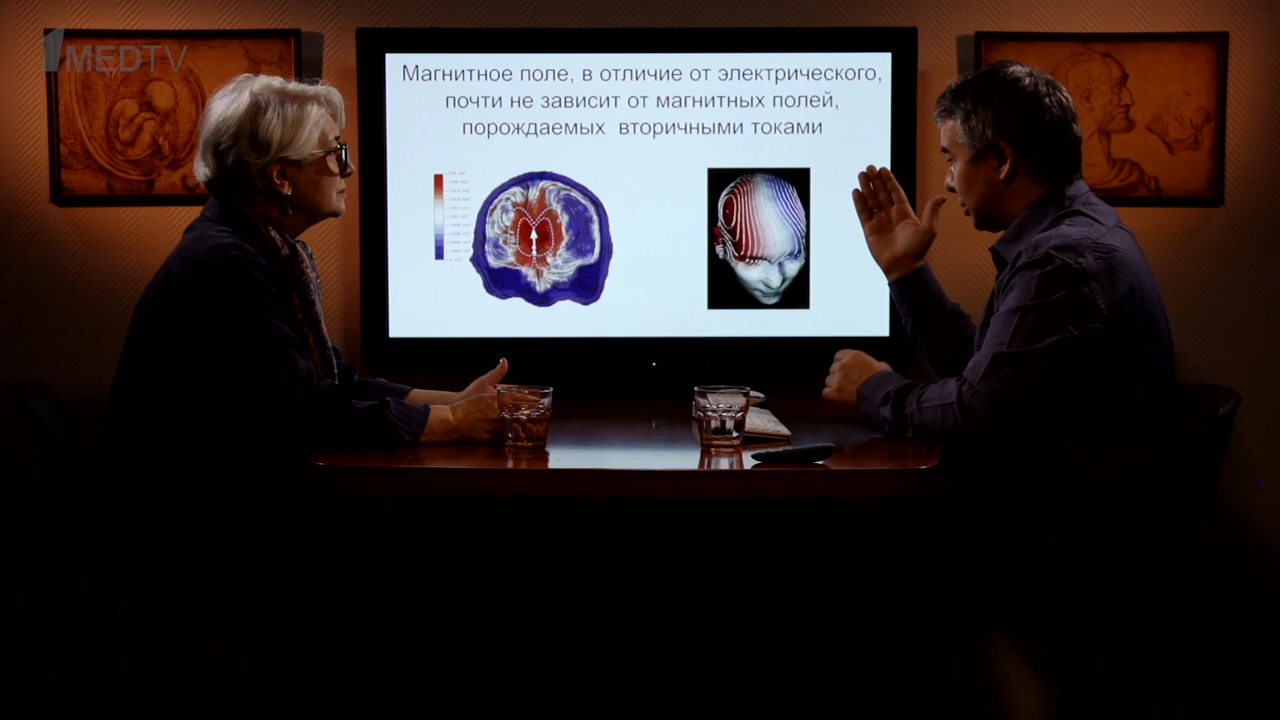 1MEDTV
Магнитное поле, в отличие от электрического,
почти не зависит от магнитных полей,
порождаемых вторичными токами